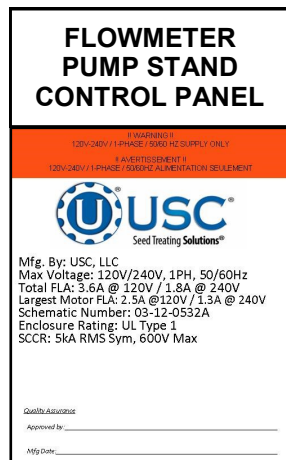 FLOWMETER
PUMP STAND
CONTROL PANEL
!! WARNING !!
120V-240V / 1-PHASE / 50/60 HZ SUPPLY ONLY
!! AVERTISSEMENT !!
120V-240V / 1-PHASE / 50/60HZ ALIMENTATION SEULEMENT
U USC®
Seed Treating Solutions®
Mfg. By: USC, LLC
Max Voltage: 120V/240V, 1PH, 50/60Hz
Total FLA: 3.6A @ 120V / 1.8A @ 240V
Largest Motor FLA: 2.5A @120V / 1.3A @ 240V
Schematic Number: 03-12-0532A
Enclosure Rating: UL Type 1
SCCR: 5kA RMS Sym, 600V Max
Quality Assurance
Approved by:
Mfg Date: